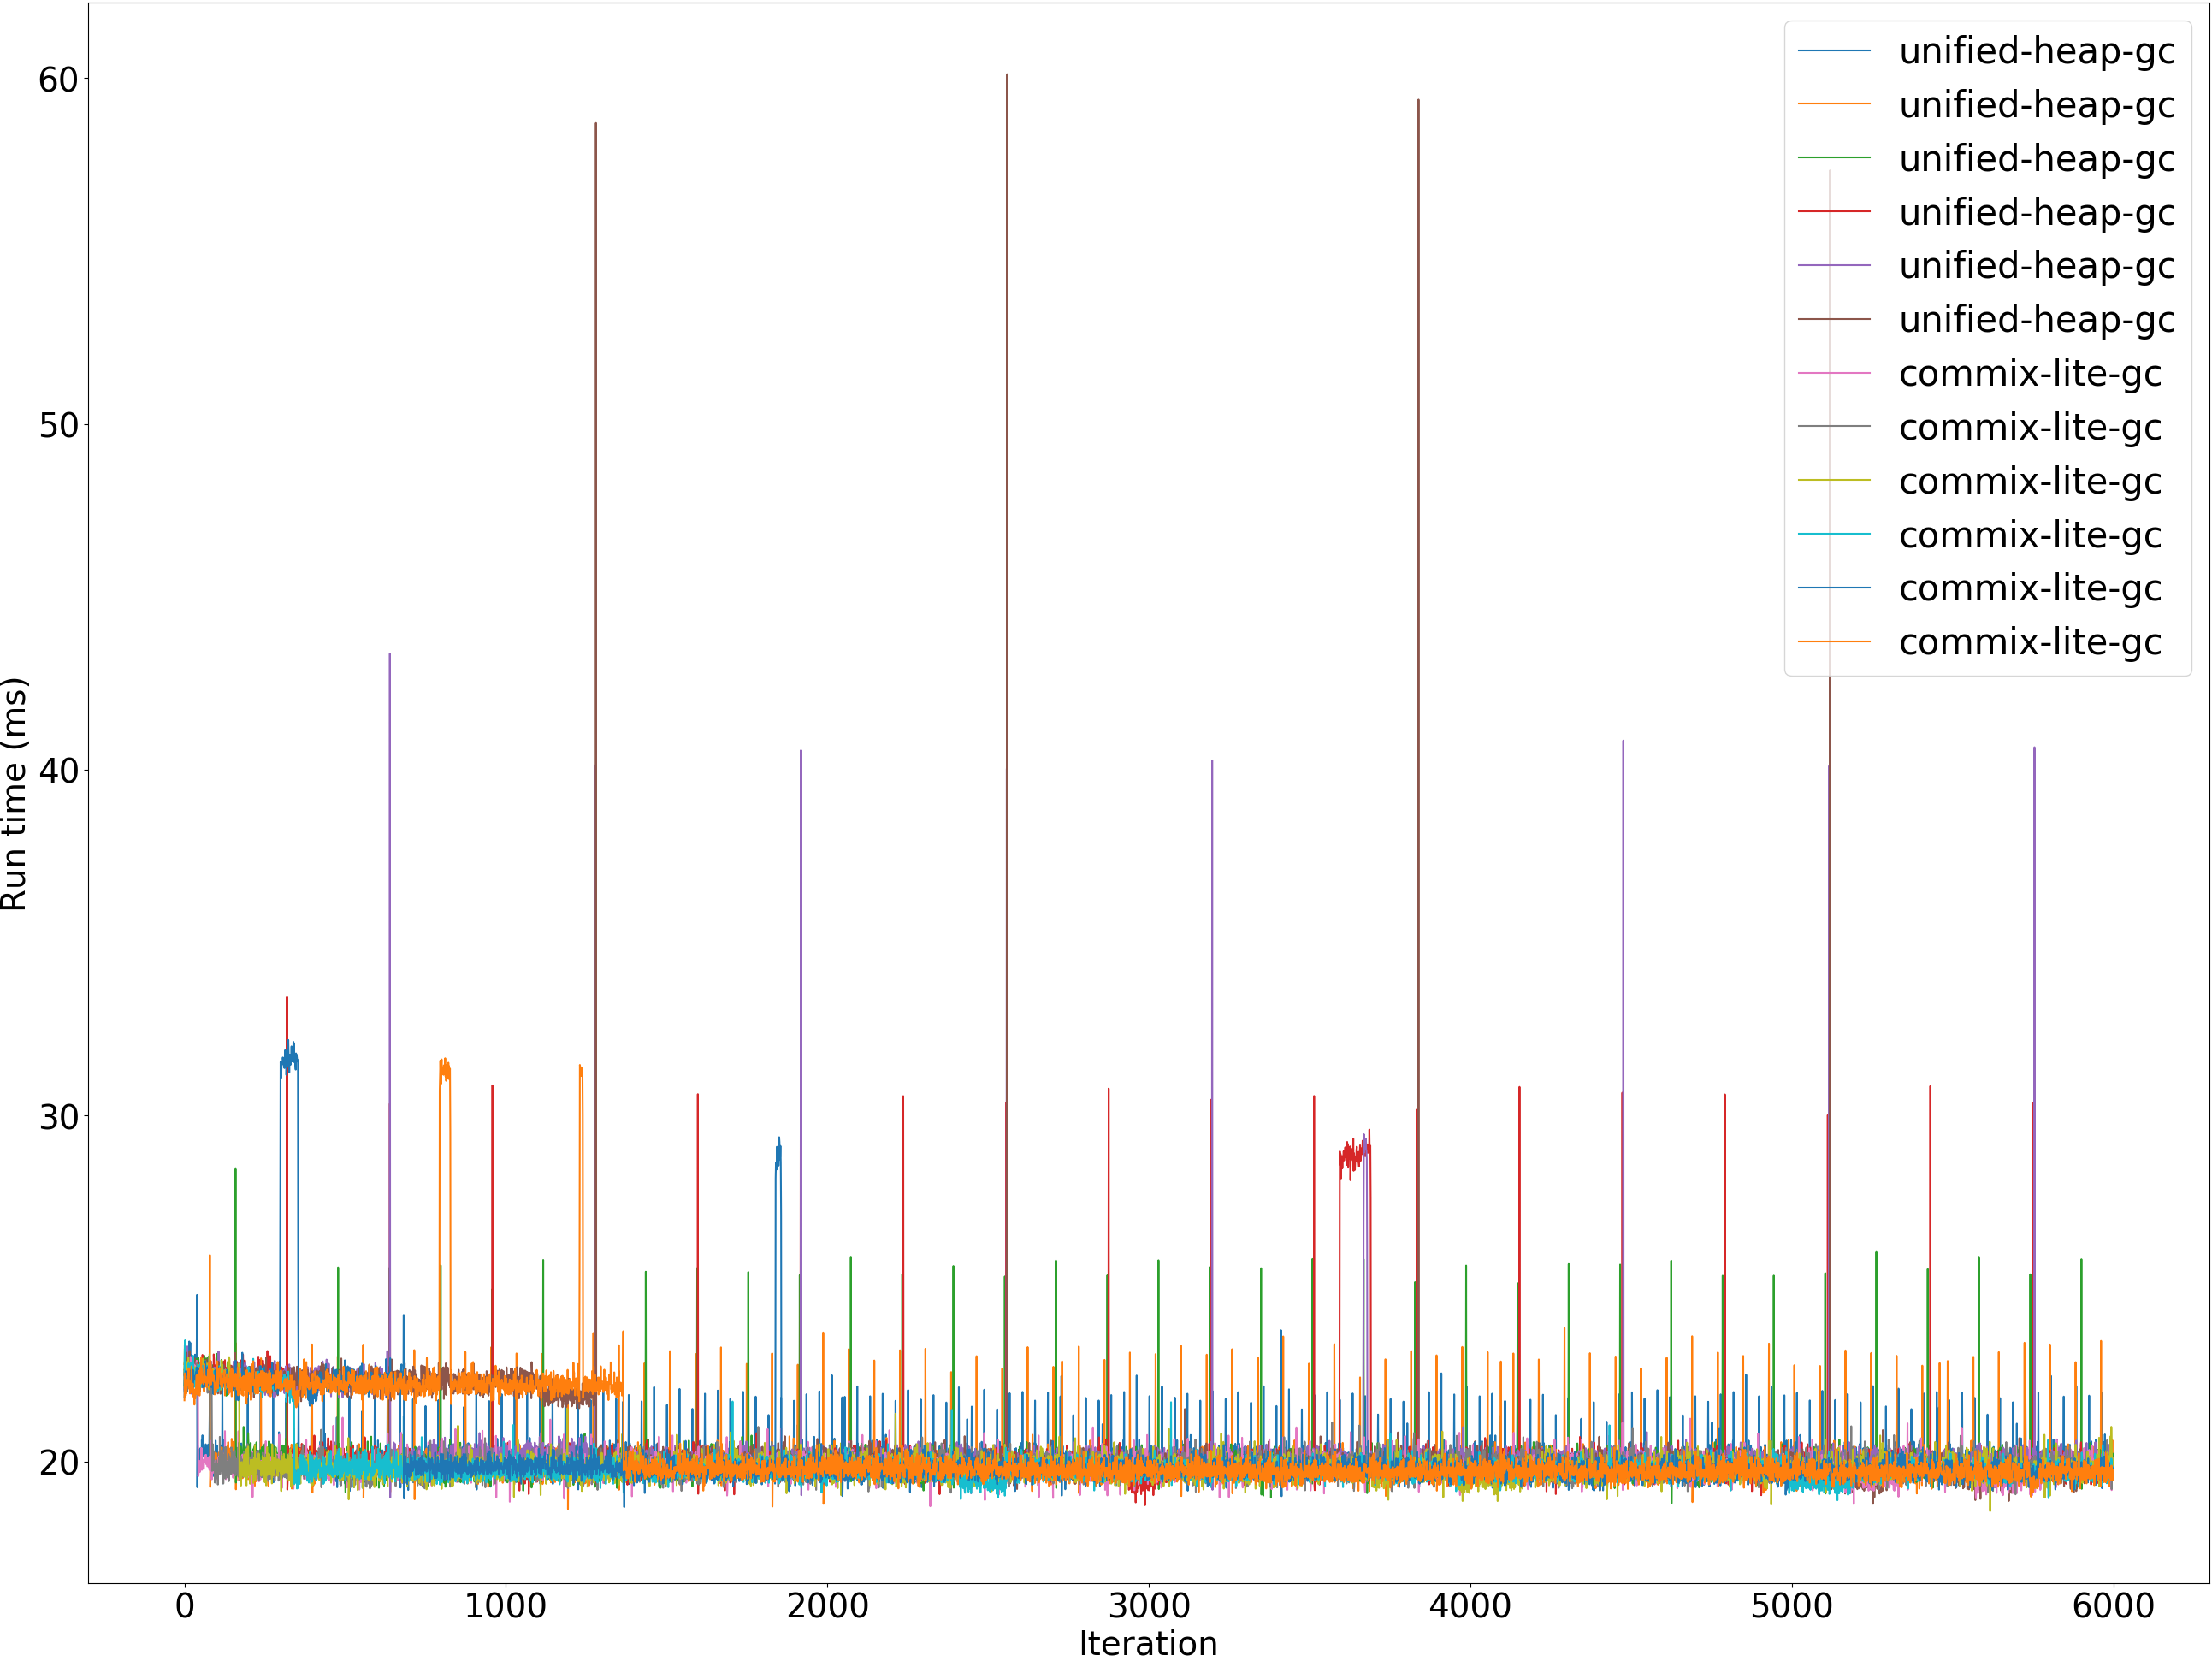 60
50
40
30
20
Run time (ms)
0 1000 2000 3000 4000 5000 6000
Iteration
unified-heap-gc
unified-heap-gc
unified-heap-gc
unified-heap-gc
unified-heap-gc
unified-heap-gc
commix-lite-gc
commix-lite-gc
commix-lite-gc
commix-lite-gc
commix-lite-gc
commix-lite-gc